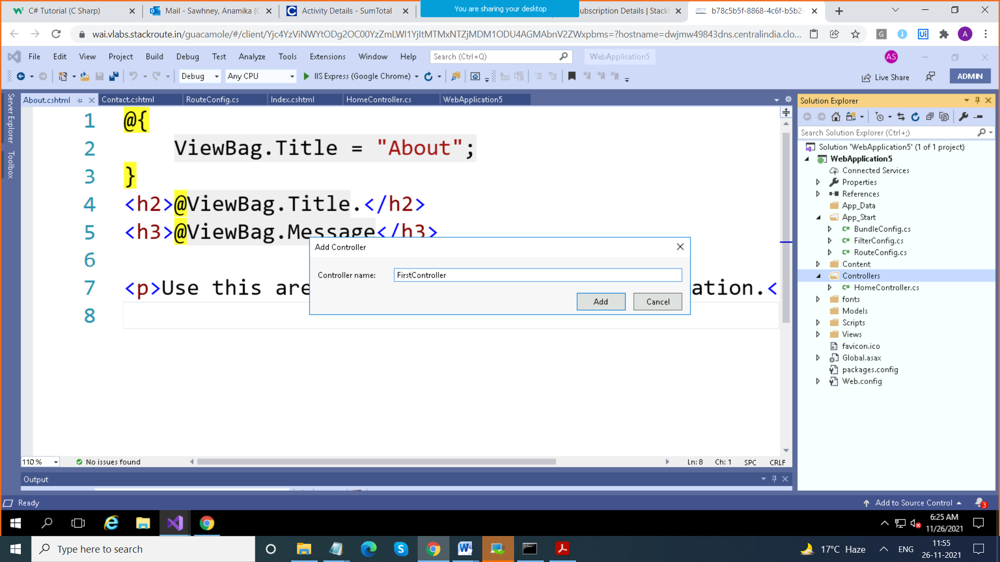 C# Tutorial (C Sharp)
Mail - Sawhney, Anamika (C
Activity Details - SumTotal
You are sharing your desktop
ubscription Details | Stack
b78c5b5f-8868-4c6f-b5b2-
wai.vlabs.stackroute.in/guacamole/#/client/Yjc4YzViNWYtODg2OC00YzZmLWI1YjItMTMxNTZjMDM1ODU4AGMAbnV2ZWxpbms=?hostname=dwjmw49843dns.centralindia.clo...
G
Ui
A
File Edit View Project Build Debug Test Analyze Tools Extensions Window Help
Search (Ctrl+Q)
WebApplication5
AS
Debug
Any CPU
IIS Express (Google Chrome)
Live Share
ADMIN
Server Explorer
Toolbox
About.cshtml
Contact.cshtml
RouteConfig.cs
Index.cshtml
HomeController.cs
WebApplication5
1 @{
2 ViewBag.Title = "About";
3 }
4 <h2>@ViewBag.Title.</h2>
5 <h3>@ViewBag.Message</h3>
6
7 <p>Use this are
ation.<
8
Add Controller
Controller name:
FirstController
Add
Cancel
Solution Explorer
Search Solution Explorer (Ctrl+;)
Solution 'WebApplication5' (1 of 1 project)
WebApplication5
Connected Services
Properties
References
App_Data
App_Start
C# BundleConfig.cs
C# FilterConfig.cs
C# RouteConfig.cs
Content
Controllers
C# HomeController.cs
fonts
Models
Scripts
Views
favicon.ico
Global.asax
packages.config
Web.config
110 %
No issues found
Ln: 8 Ch: 1 SPC CRLF
Output
Ready
Add to Source Control
3
6:25 AM
11/26/2021
Type here to search
17°C Haze
ENG
11:55
26-11-2021